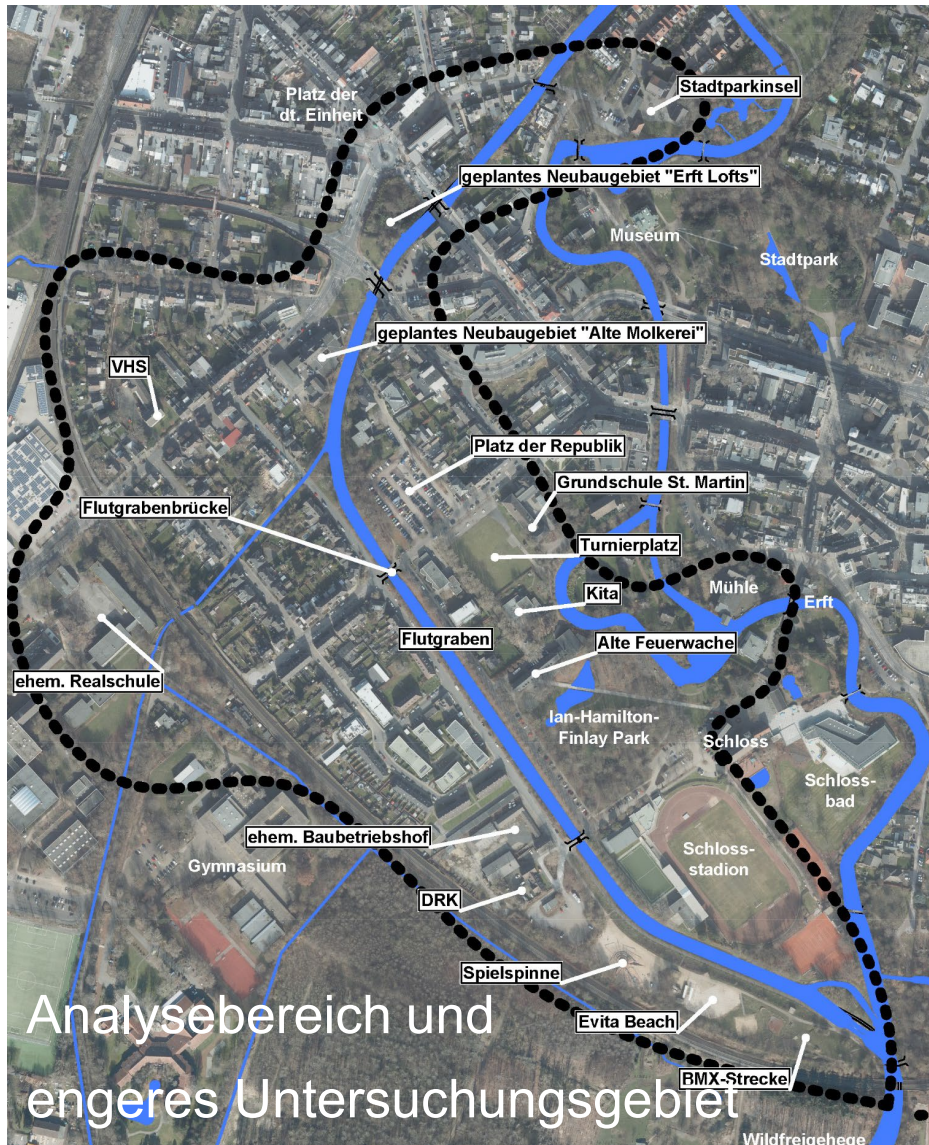 Stadtparkinsel
Platz der
dt. Einheit
geplantes Neubaugebiet "Erft Lofts"
Museum
Stadtpark
geplantes Neubaugebiet "Alte Molkerei"
VHS
Platz der Republik
Grundschule St. Martin
Flutgrabenbrücke
Turnierplatz
Mühle
Kita
Erft
Flutgraben
Alte Feuerwache
ehem. Realschule
Ian-Hamilton-
Finlay Park
Schloss
Schloss-
bad
ehem. Baubetriebshof
Schloss-
stadion
Gymnasium
DRK
Spielspinne
Analysebereich und
Evita Beach
BMX-Strecke
engeres Untersuchungsgebiet
Wildfreigehege